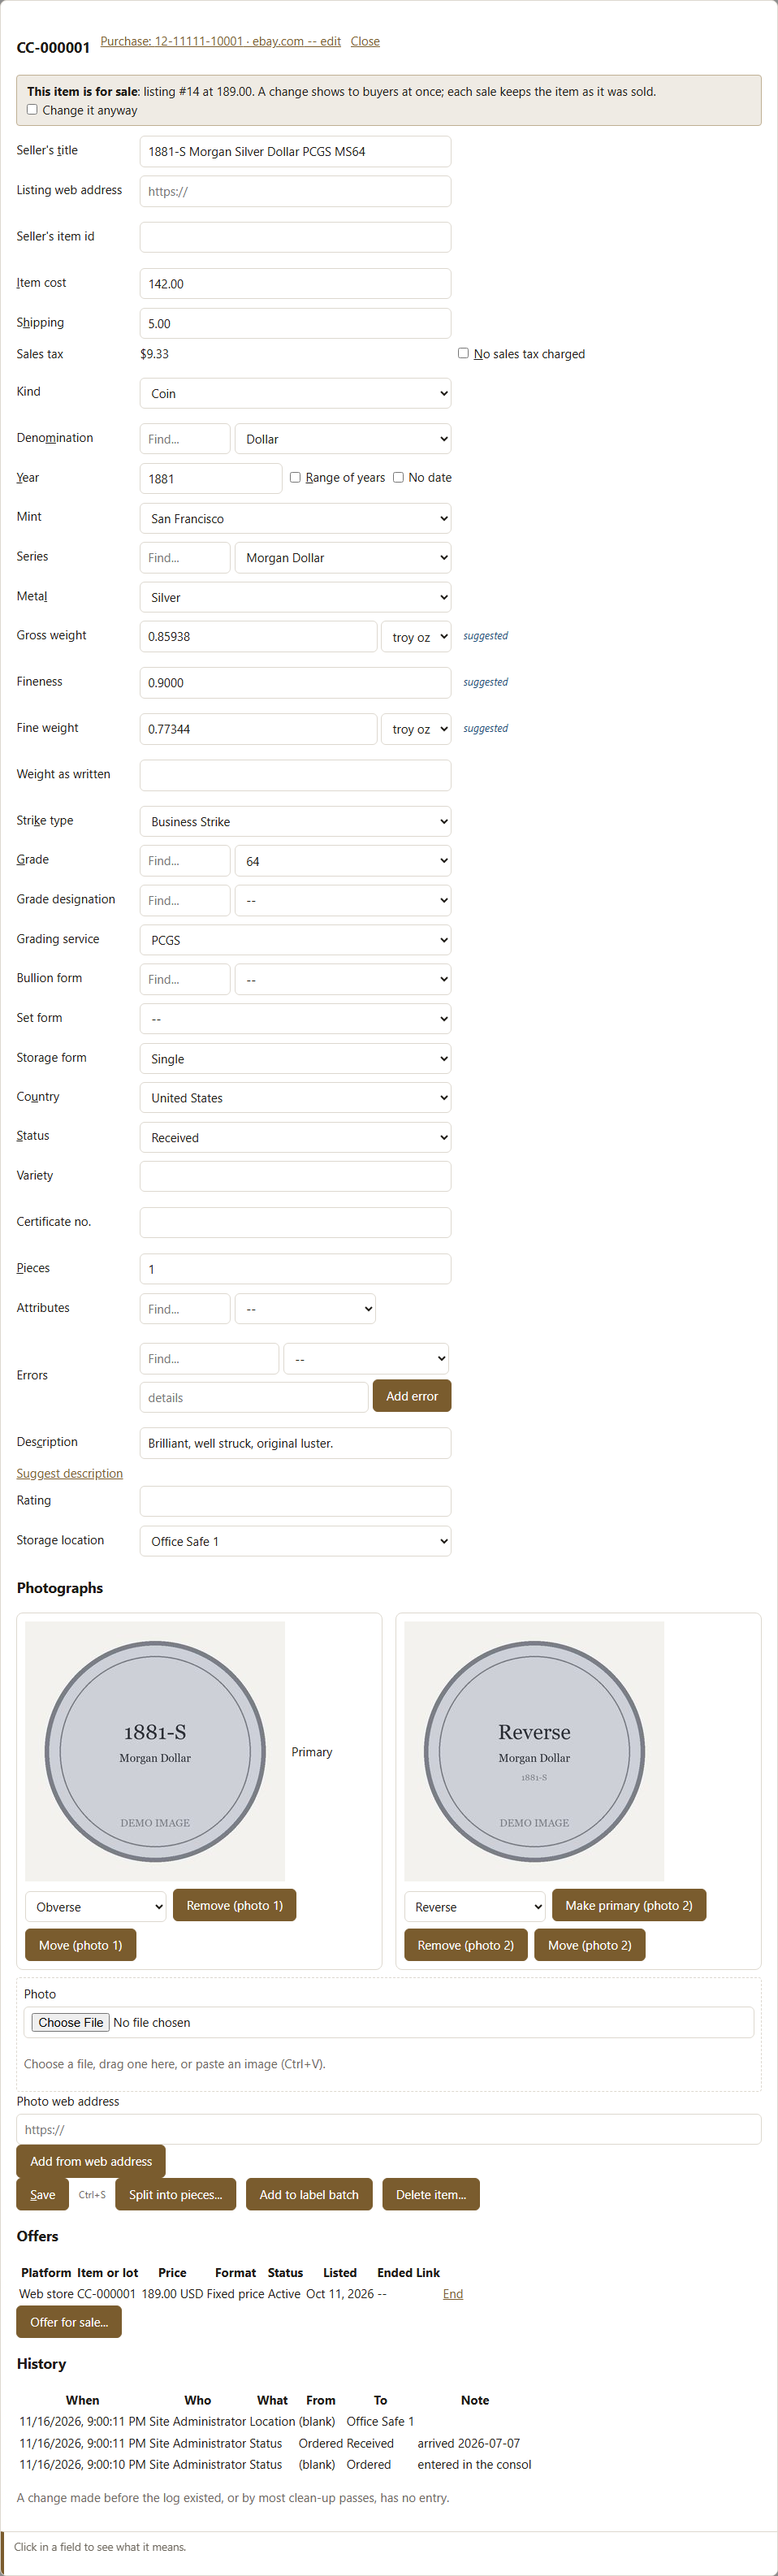 CC-000001 Purchase: 12-11111-10001 · ebay.com -- edit Close
This item is for sale: listing #14 at 189.00. A change shows to buyers at once; each sale keeps the item as it was sold.
Change it anyway
Seller's title 1881-S Morgan Silver Dollar PCGS MS64
Listing web address https://
Seller's item id
Item cost 142.00
Shipping 5.00
Sales tax $9.33 No sales tax charged
Kind Coin
Denomination Find... Dollar
Year 1881 Range of years No date
Mint San Francisco
Series Find... Morgan Dollar
Metal Silver
Gross weight 0.85938 troy oz suggested
Fineness 0.9000 suggested
Fine weight 0.77344 troy oz suggested
Weight as written
Strike type Business Strike
Grade Find... 64
Grade designation Find... --
Grading service PCGS
Bullion form Find... --
Set form --
Storage form Single
Country United States
Status Received
Variety
Certificate no.
Pieces 1
Attributes Find... --
Errors Find... --
details Add error
Description Brilliant, well struck, original luster.
Suggest description
Rating
Storage location Office Safe 1
Photographs
1881-S
Morgan Dollar
DEMO IMAGE
Primary
Obverse Remove (photo 1)
Move (photo 1)
Reverse
Morgan Dollar
1881-S
DEMO IMAGE
Reverse Make primary (photo 2)
Remove (photo 2) Move (photo 2)
Photo
Choose File No file chosen
Choose a file, drag one here, or paste an image (Ctrl+V).
Photo web address
https://
Add from web address
Save Ctrl+S Split into pieces... Add to label batch Delete item...
Offers
Platform Item or lot Price Format Status Listed Ended Link
Web store CC-000001 189.00 USD Fixed price Active Oct 11, 2026 -- End
Offer for sale...
History
When Who What From To Note
11/16/2026, 9:00:11 PM Site Administrator Location (blank) Office Safe 1
11/16/2026, 9:00:11 PM Site Administrator Status Ordered Received arrived 2026-07-07
11/16/2026, 9:00:10 PM Site Administrator Status (blank) Ordered entered in the consol
A change made before the log existed, or by most clean-up passes, has no entry.
Click in a field to see what it means.